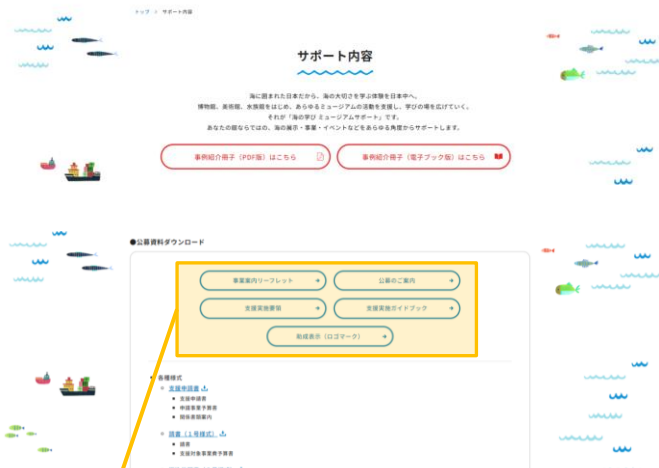 トップ > サポート内容
サポート内容
海に囲まれた日本だから、海の大切さを学ぶ体験を日本中へ。
博物館、美術館、水族館をはじめ、あらゆるミュージアムの活動を支援し、学びの場を広げていく。
それが「海の学び ミュージアムサポート」です。
あなたの館ならではの、海の展示・事業・イベントなどをあらゆる角度からサポートします。
事例紹介冊子（PDF版）はこちら
事例紹介冊子（電子ブック版）はこちら
●公募資料ダウンロード
事業案内リーフレット
公募のご案内
支援実施要領
支援実施ガイドブック
助成表示（ロゴマーク）
各種様式
支援申請書
支援申請書
申請事業予算書
関係者間案内
請書（１号様式）
請書
支援対象事業費予算書